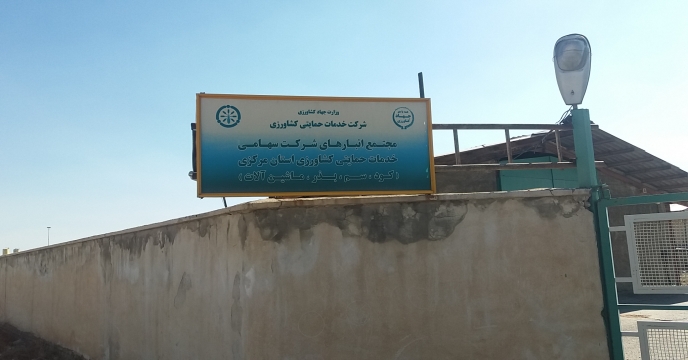 وزارت جهاد کشاورزی
شرکت خدمات حمایتی کشاورزی
مجتمع انبارهای شرکت سهامی
خدمات حمایتی کشاورزی استان مرکزی
(کود ، سم ، بذر ، ماشین آلات)